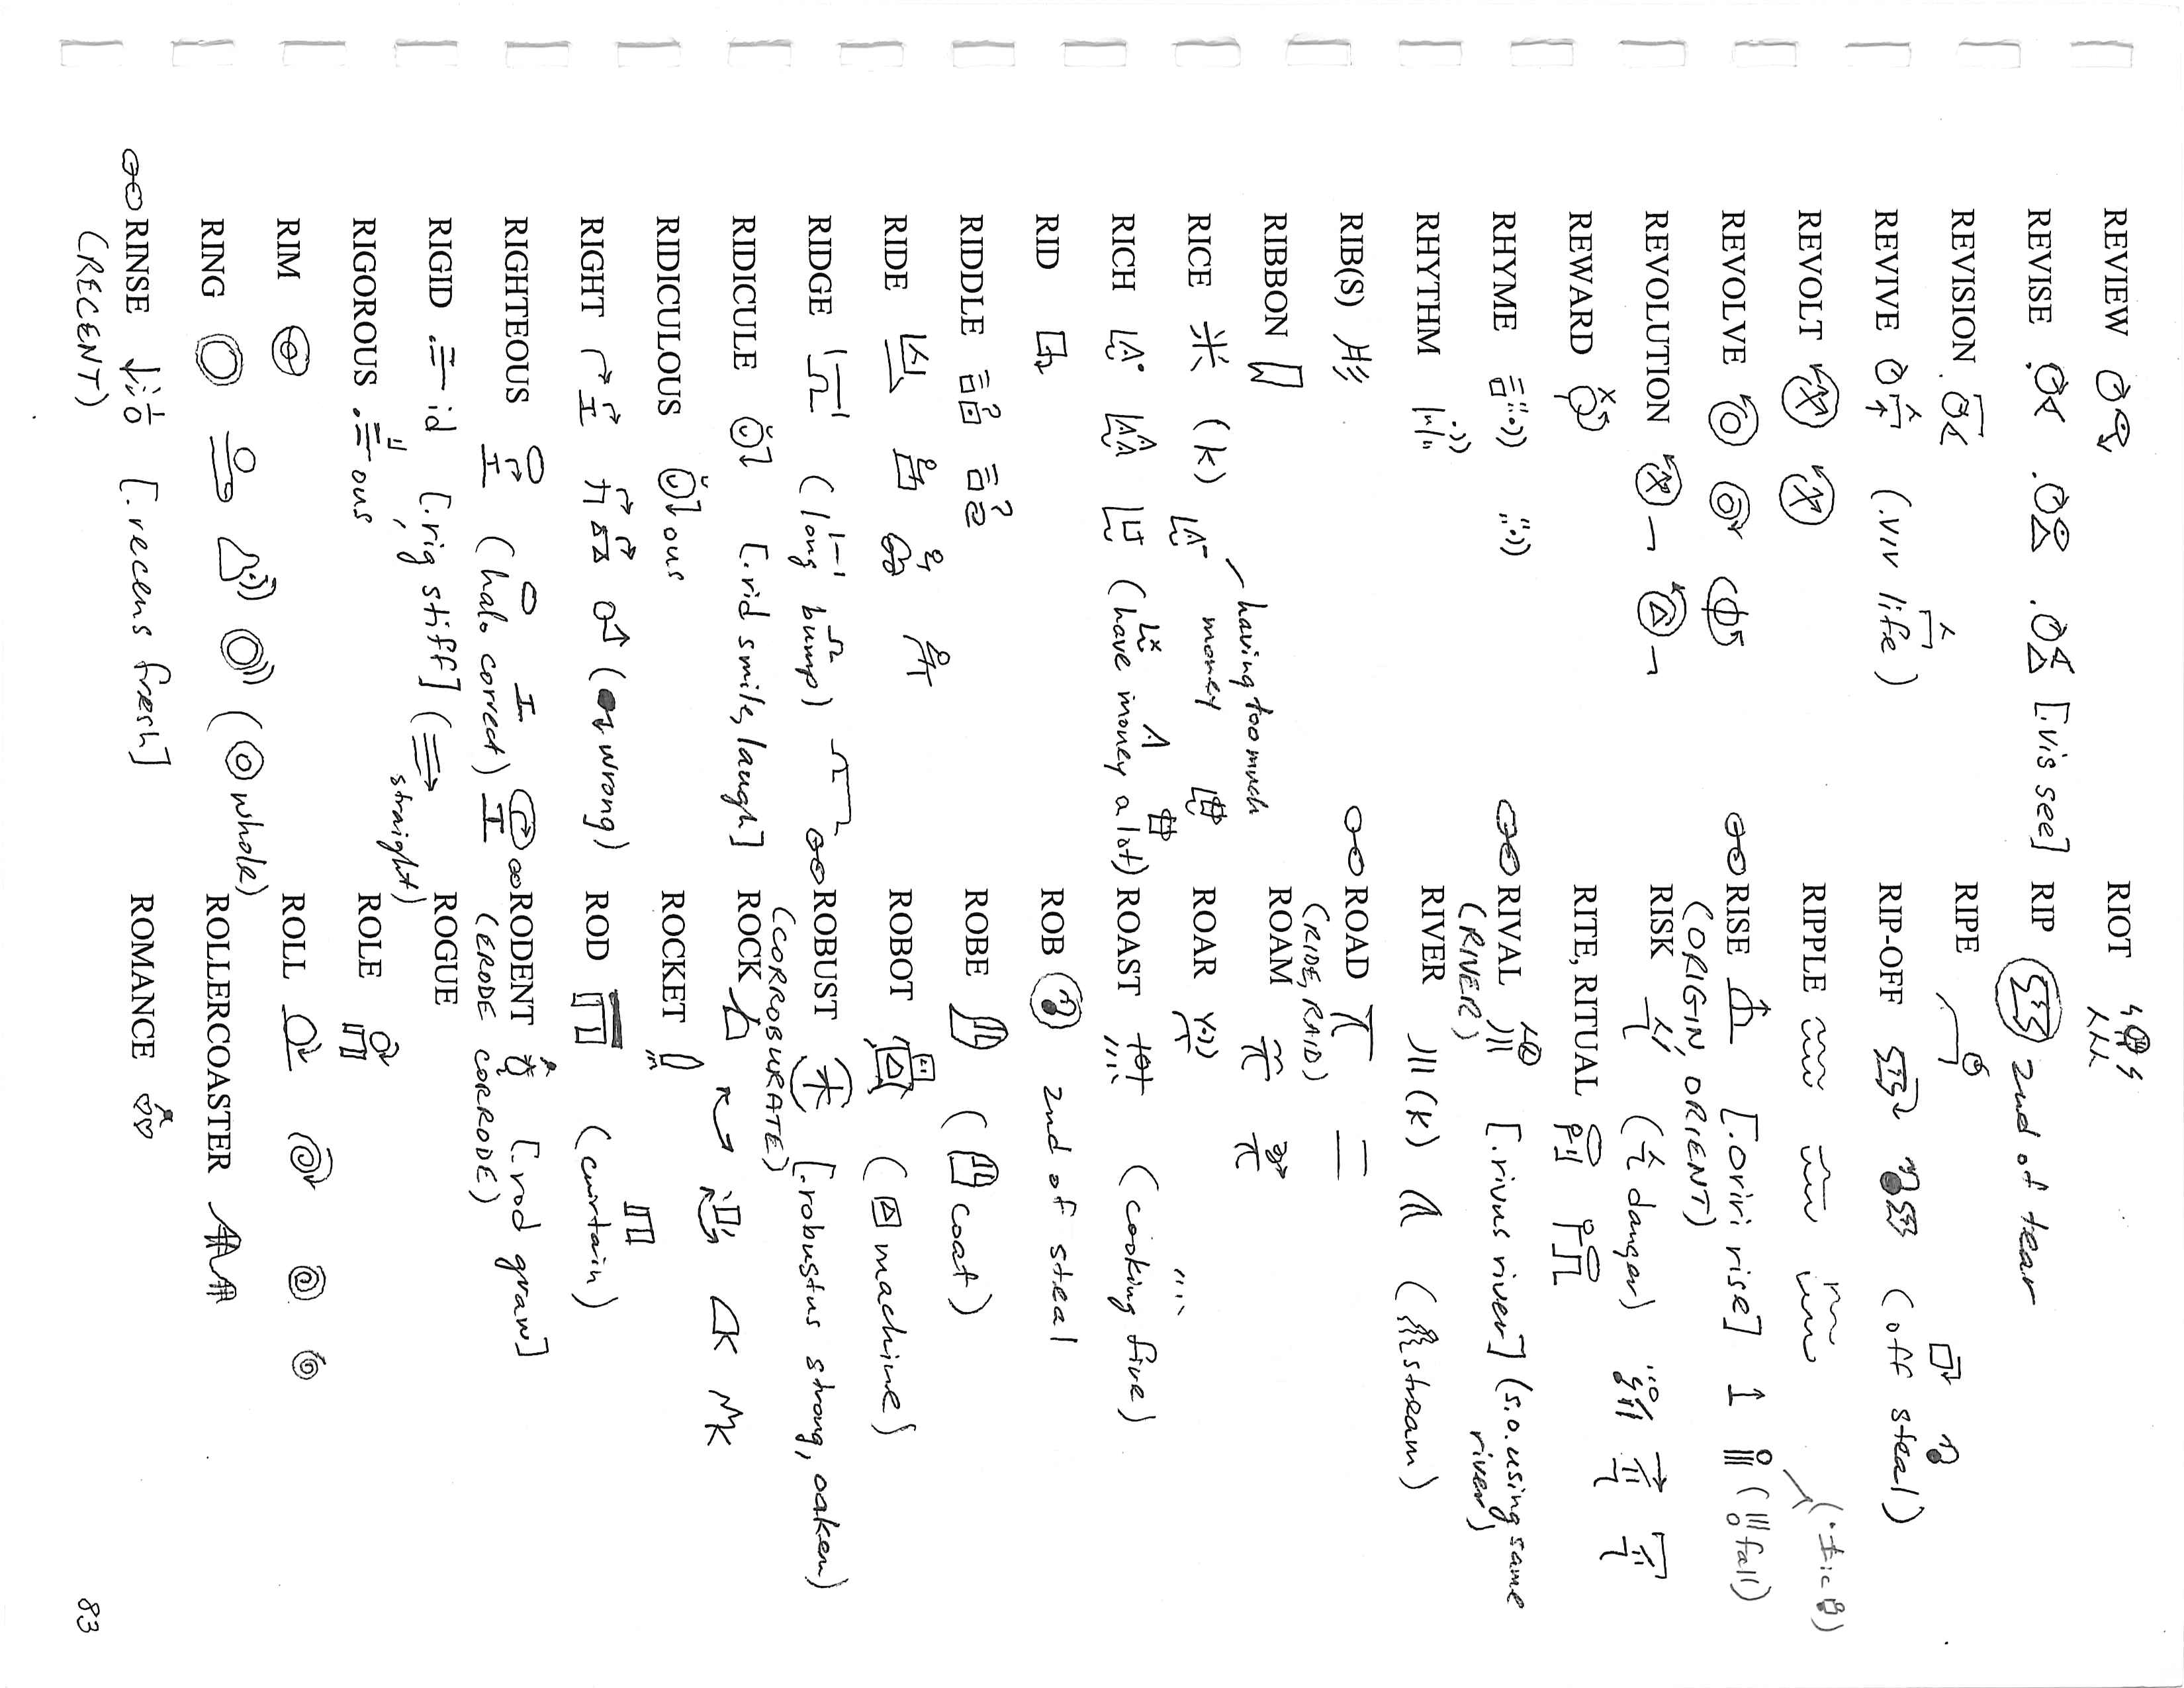 REVIEW
REVISE [.vis see]
REVISION
REVIVE (.viv life)
REVOLT
REVOLVE
REVOLUTION
REWARD
RHYME
RHYTHM
RIB(S)
RIBBON
RICE (k) having too much money
RICH (have money a lot)
RID
RIDDLE
RIDE
RIDGE (long bump)
RIDICULE [.rid smile, laugh]
RIDICULOUS ous
RIGHT (wrong)
RIGHTEOUS (halo correct)
RIGID id [.rig stiff] (straight)
RIGOROUS ous
RIM
RING (whole)
RINSE [.recens fresh]
(RECENT)
RIOT
RIP 2nd of tear
RIPE
RIP-OFF (off steal)
RIPPLE
RISE [.oriri rise] (fall)
(ORIGIN, ORIENT)
RISK (danger)
RITE, RITUAL
RIVAL [.rivus river] (s.o. using same river)
(RIVER)
RIVER (k) (stream)
ROAD
(RIDE, RAID)
ROAM
ROAR
ROAST (cooking fire)
ROB 2nd of steal
ROBE (coat)
ROBOT (machine)
ROBUST [.robustus strong, oaken)
(CORROBURATE)
ROCK
ROCKET
ROD (curtain)
RODENT [.rod gnaw]
(ERODE CORRODE)
ROGUE
ROLE
ROLL
ROLLERCOASTER
ROMANCE
83